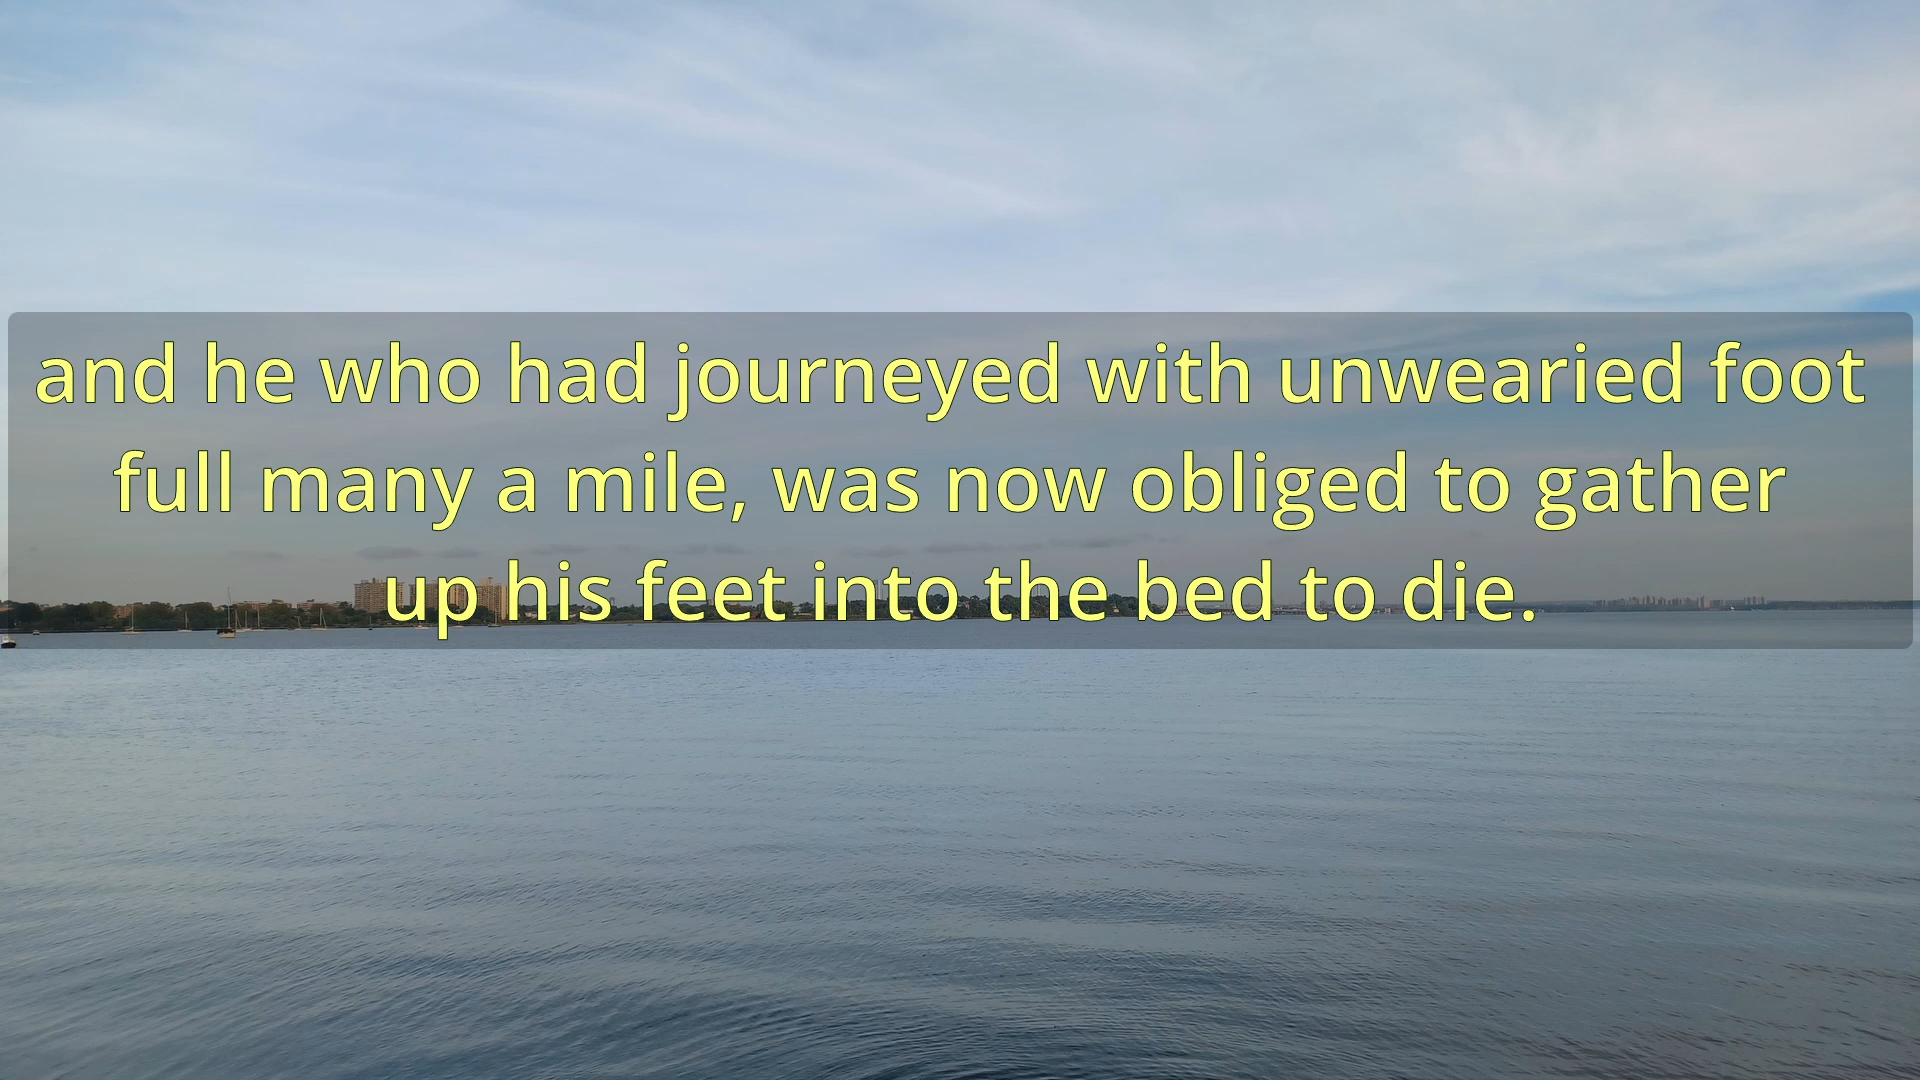 and he who had journeyed with unwearied foot
full many a mile, was now obliged to gather
up his feet into the bed to die.